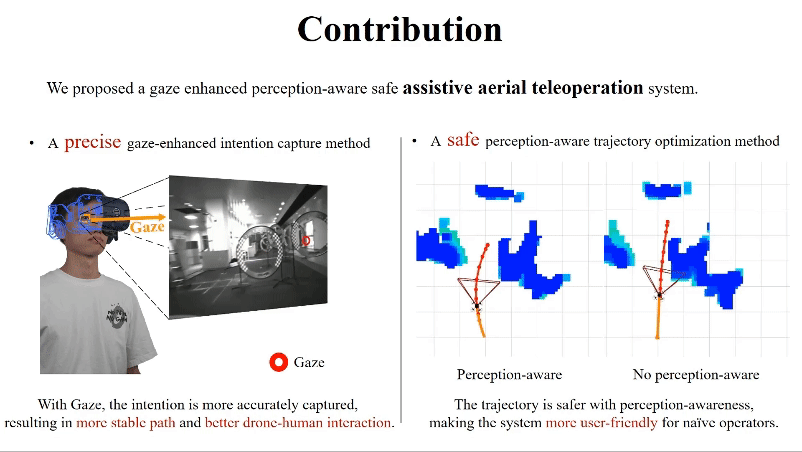 Contribution
We proposed a gaze enhanced perception-aware safe assistive aerial teleoperation system.
• A precise gaze-enhanced intention capture method
Gaze
Gaze
With Gaze, the intention is more accurately captured,
resulting in more stable path and better drone-human interaction.
• A safe perception-aware trajectory optimization method
Perception-aware
No perception-aware
The trajectory is safer with perception-awareness,
making the system more user-friendly for naïve operators.